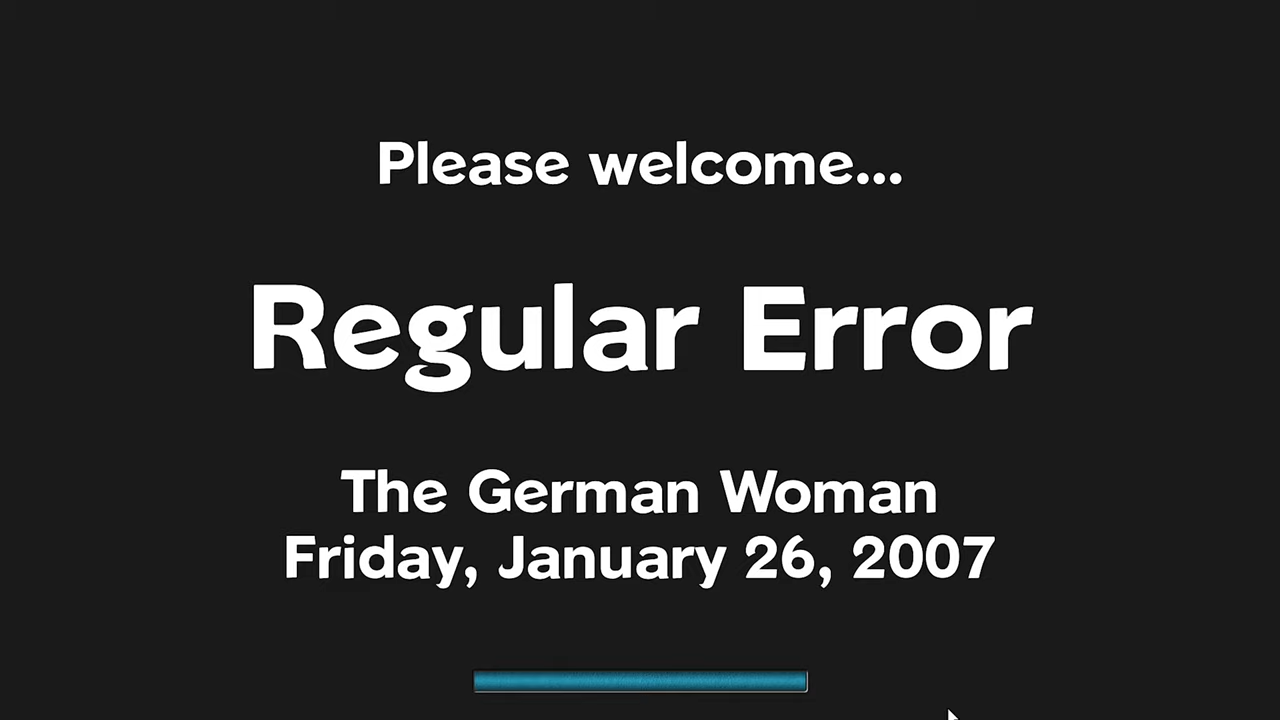 Please welcome...
Regular Error
The German Woman
Friday, January 26, 2007